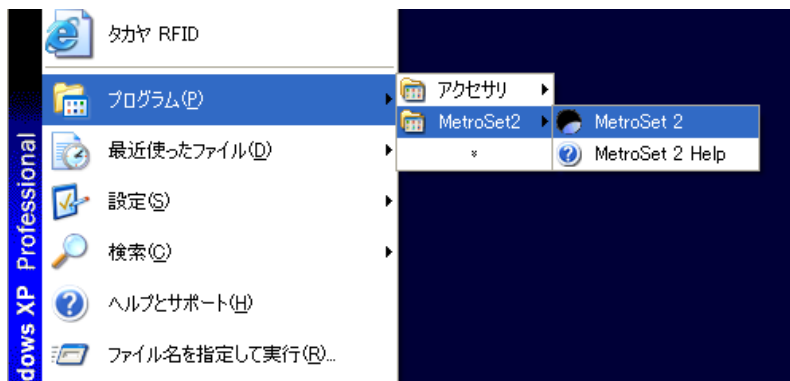 タカヤ RFID
プログラム(P)
アクセサリ
MetroSet2
MetroSet 2
MetroSet 2 Help
最近使ったファイル(D)
設定(S)
検索(C)
ヘルプとサポート(H)
ファイル名を指定して実行(R)...
dows XP Professional